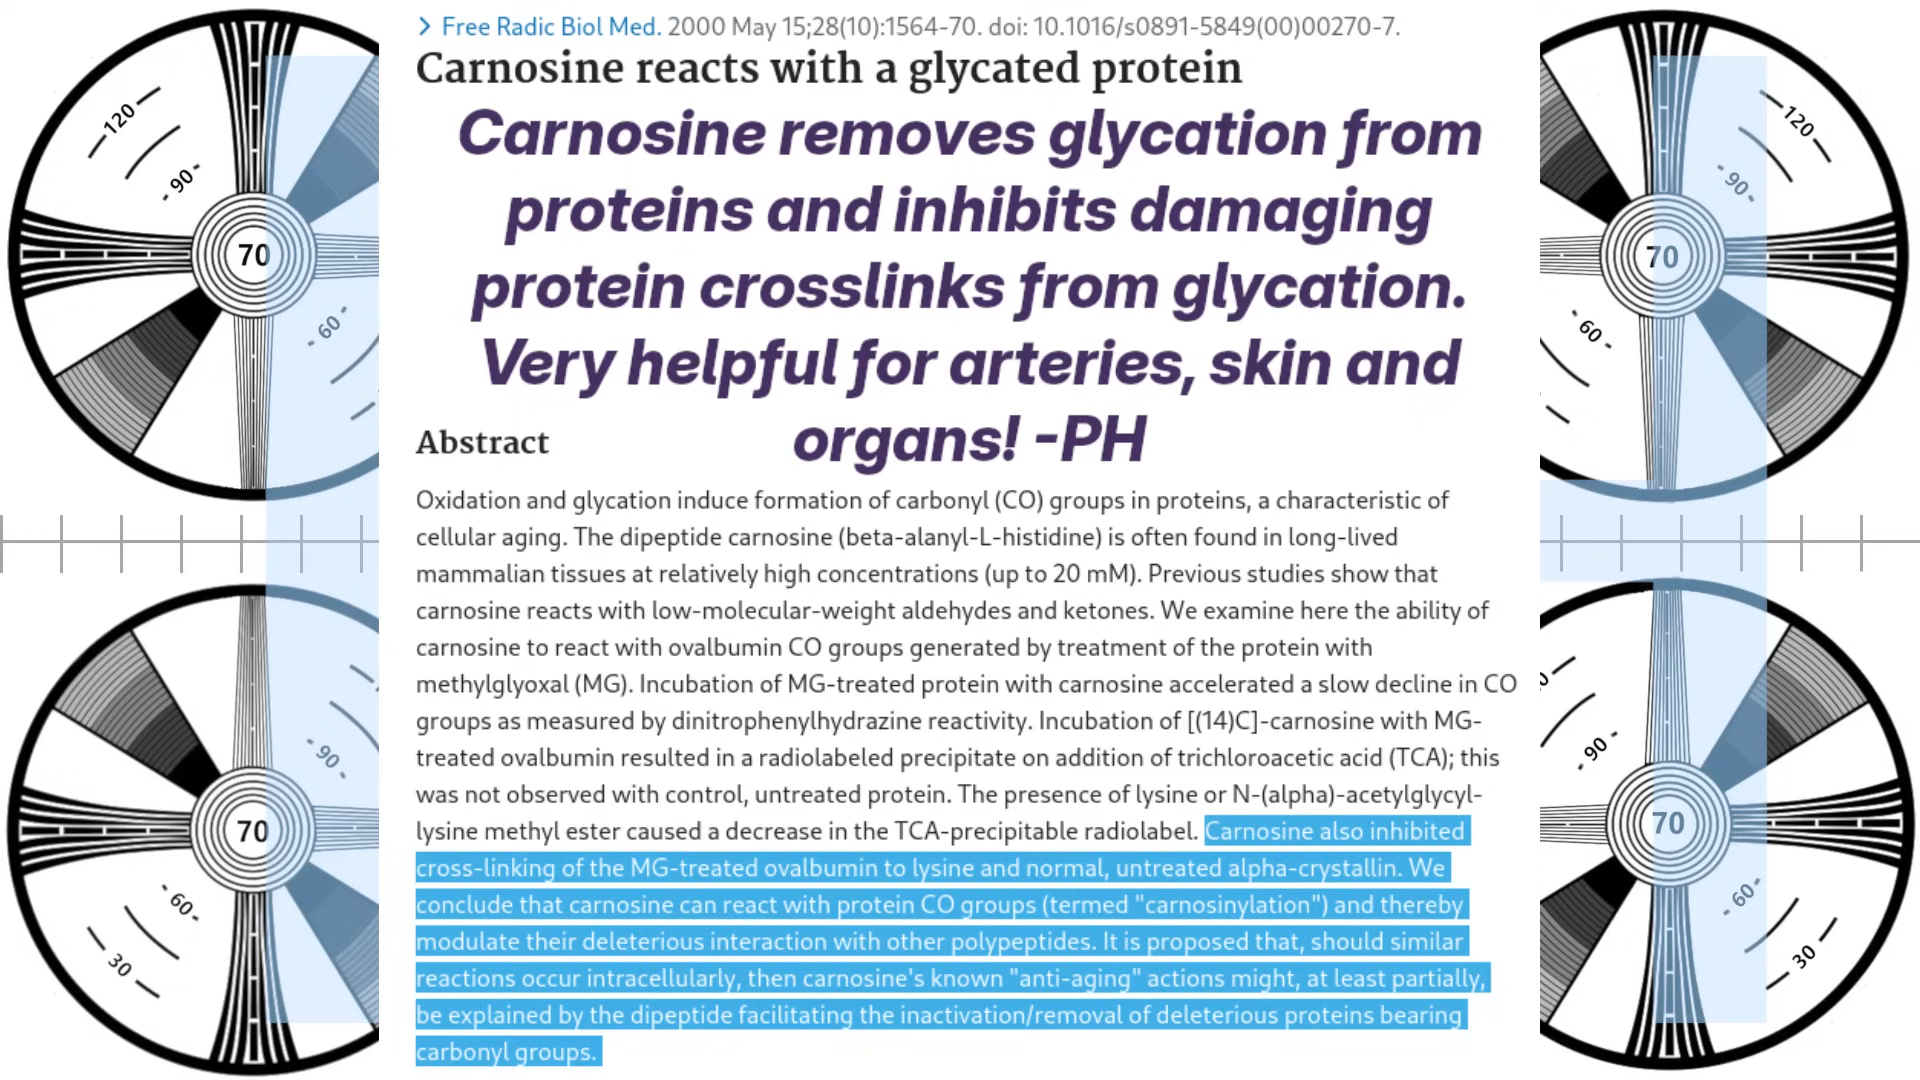 > Free Radic Biol Med. 2000 May 15;28(10):1564-70. doi: 10.1016/s0891-5849(00)00270-7.
Carnosine reacts with a glycated protein
Carnosine removes glycation from
proteins and inhibits damaging
protein crosslinks from glycation.
Very helpful for arteries, skin and
organs! -PH
Abstract
Oxidation and glycation induce formation of carbonyl (CO) groups in proteins, a characteristic of
cellular aging. The dipeptide carnosine (beta-alanyl-L-histidine) is often found in long-lived
mammalian tissues at relatively high concentrations (up to 20 mM). Previous studies show that
carnosine reacts with low-molecular-weight aldehydes and ketones. We examine here the ability of
carnosine to react with ovalbumin CO groups generated by treatment of the protein with
methylglyoxal (MG). Incubation of MG-treated protein with carnosine accelerated a slow decline in CO
groups as measured by dinitrophenylhydrazine reactivity. Incubation of [(14)C]-carnosine with MG-
treated ovalbumin resulted in a radiolabeled precipitate on addition of trichloroacetic acid (TCA); this
was not observed with control, untreated protein. The presence of lysine or N-(alpha)-acetylglycyl-
lysine methyl ester caused a decrease in the TCA-precipitable radiolabel. Carnosine also inhibited
cross-linking of the MG-treated ovalbumin to lysine and normal, untreated alpha-crystallin. We
conclude that carnosine can react with protein CO groups (termed "carnosinylation") and thereby
modulate their deleterious interaction with other polypeptides. It is proposed that, should similar
reactions occur intracellularly, then carnosine's known "anti-aging" actions might, at least partially,
be explained by the dipeptide facilitating the inactivation/removal of deleterious proteins bearing
carbonyl groups.
120
- 90 -
70
- 60 -
120
- 90 -
70
- 60 -
- 90 -
70
- 60 -
30
0
- 90 -
70
- 60 -
30